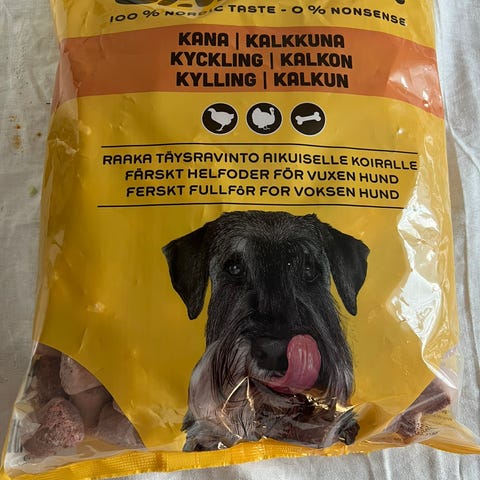 100 % NORDIC TASTE - 0 % NONSENSE
KANA | KALKKUNA
KYCKLING | KALKON
KYLLING | KALKUN
RAAKA TÄYSRAVINTO AIKUISELLE KOIRALLE
FÄRSKT HELFODER FÖR VUXEN HUND
FERSKT FULLFôR FOR VOKSEN HUND